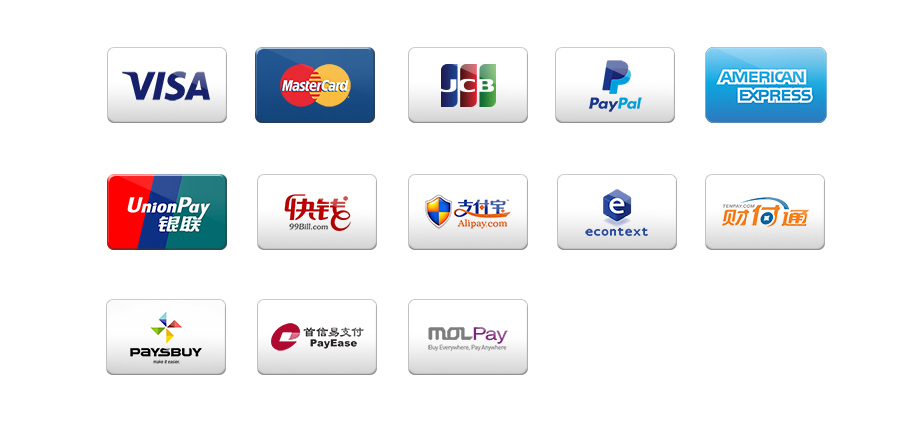 VISA
MasterCard
JCB
PayPal
AMERICAN
EXPRESS
UnionPay
银联
快钱
99Bill.com
支付宝
Alipay.com
e
econtext
TENPAY.COM
财付通
PAYSBUY
make it easier.
首信易支付
PayEase
MOLPay
Buy Everywhere, Pay Anywhere